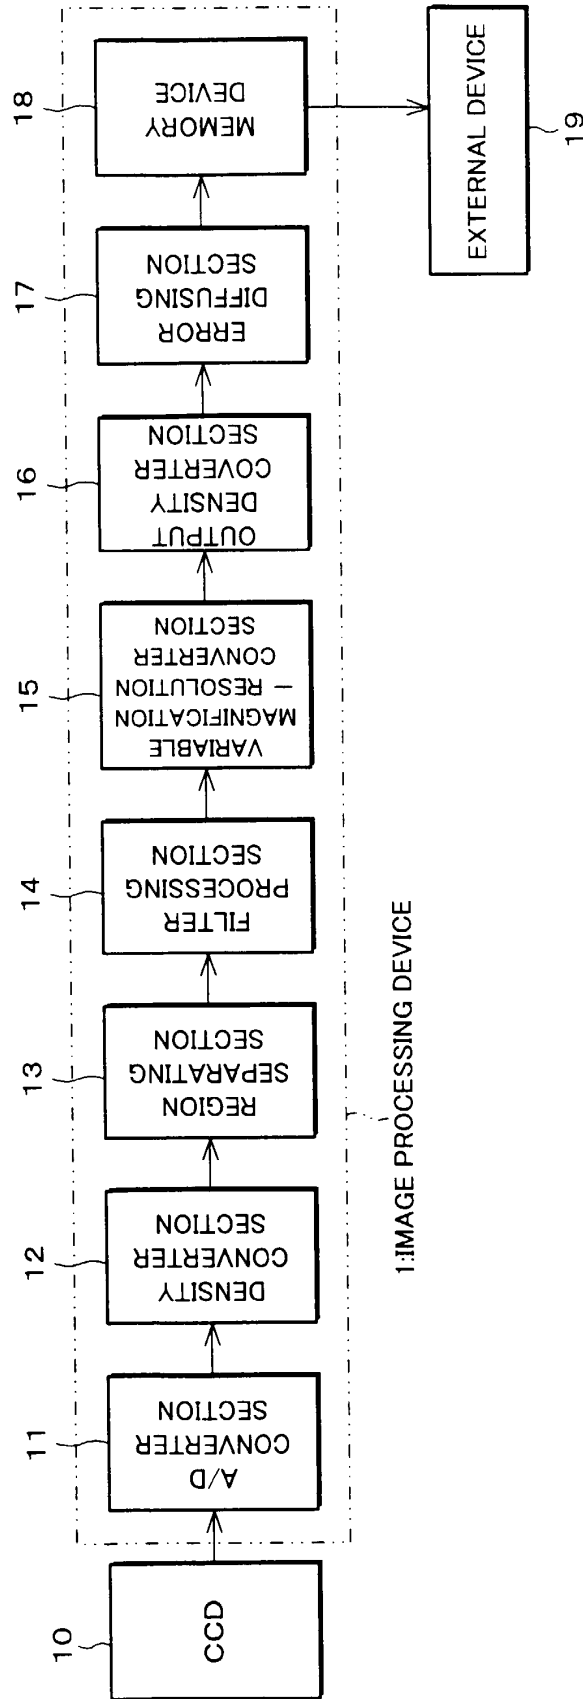 10
CCD
11
A/D
CONVERTER
SECTION
12
DENSITY
CONVERTER
SECTION
13
REGION
SEPARATING
SECTION
14
FILTER
PROCESSING
SECTION
15
VARIABLE
MAGNIFICATION
— RESOLUTION
CONVERTER
SECTION
16
OUTPUT
DENSITY
COVERTER
SECTION
17
ERROR
DIFFUSING
SECTION
18
MEMORY
DEVICE
EXTERNAL DEVICE
19
1:IMAGE PROCESSING DEVICE